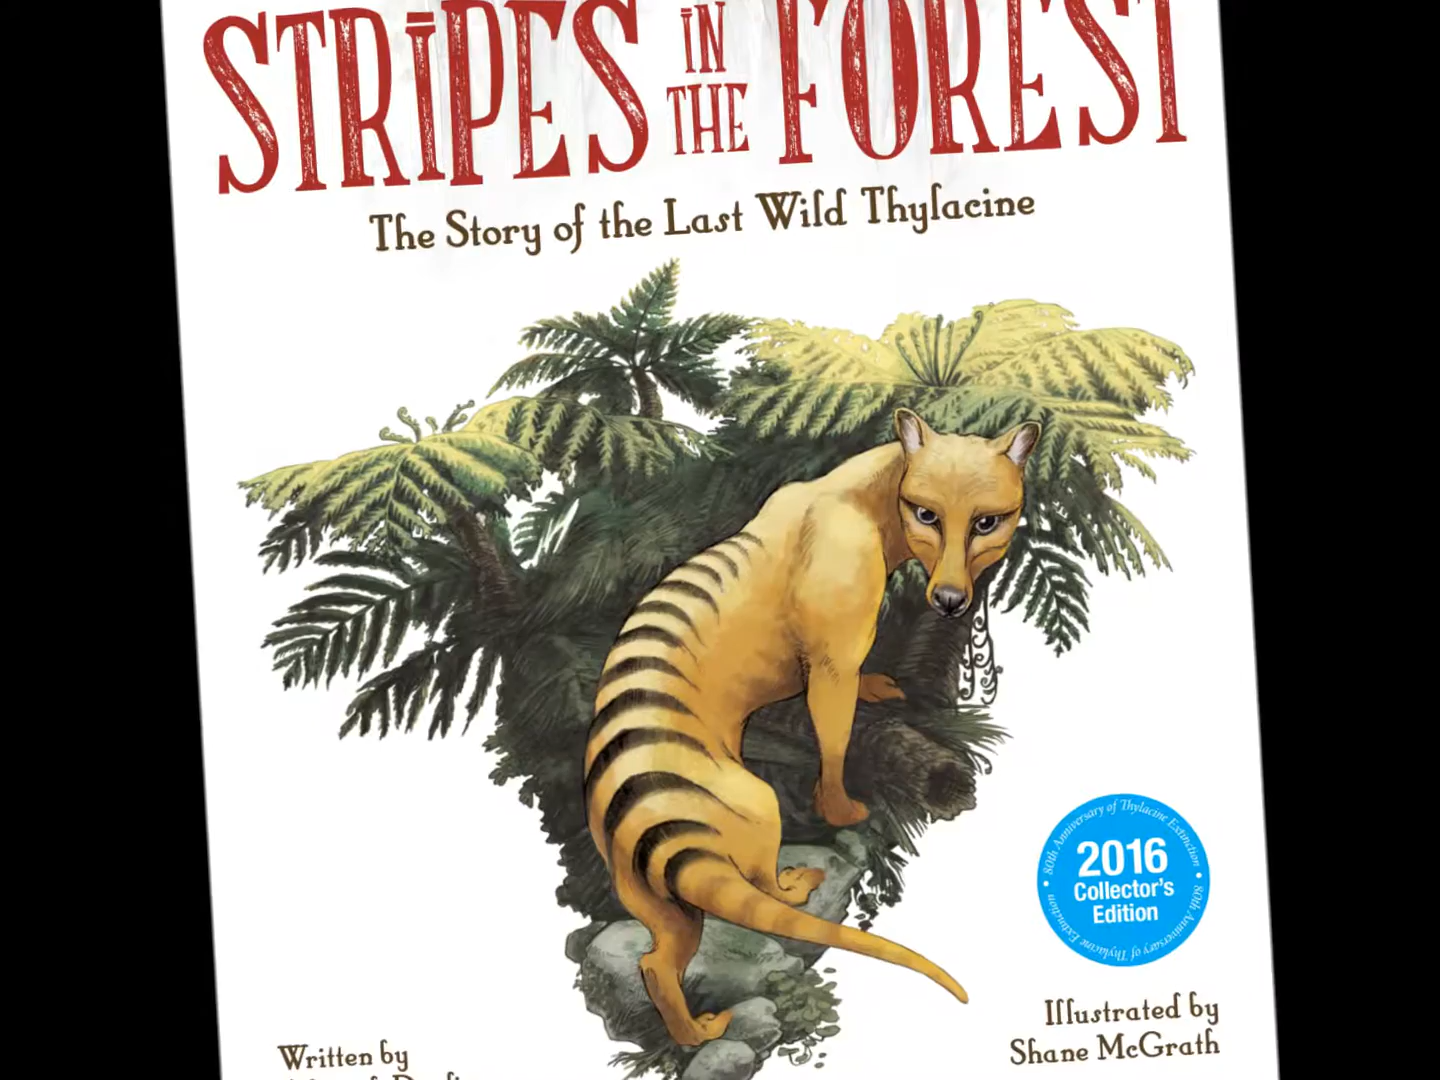 STRIPES IN THE FOREST
The Story of the Last Wild Thylacine
80th Anniversary of Thylacine Extinction • 80th Anniversary of Thylacine Extinction •
2016
Collector's
Edition
Illustrated by
Shane McGrath
Written by